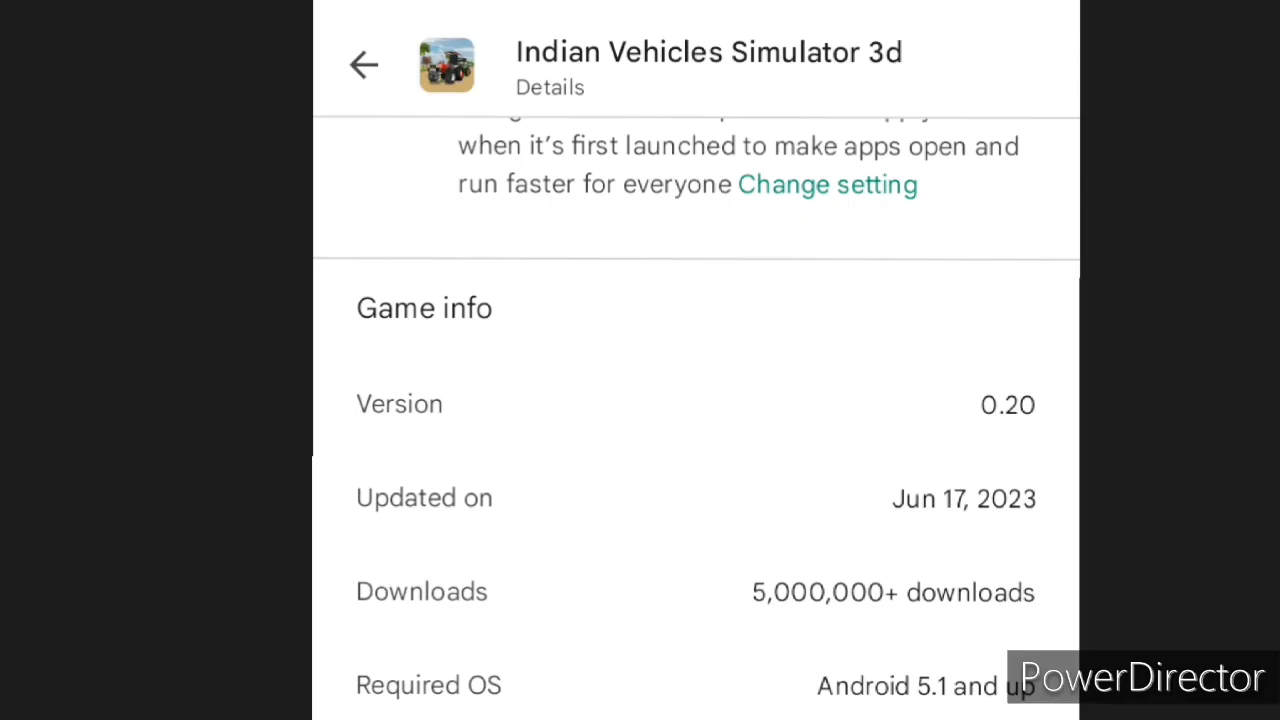 Indian Vehicles Simulator 3d
Details
when it's first launched to make apps open and
run faster for everyone Change setting
Game info
Version 0.20
Updated on Jun 17, 2023
Downloads 5,000,000+ downloads
Required OS Android 5.1 and up
PowerDirector